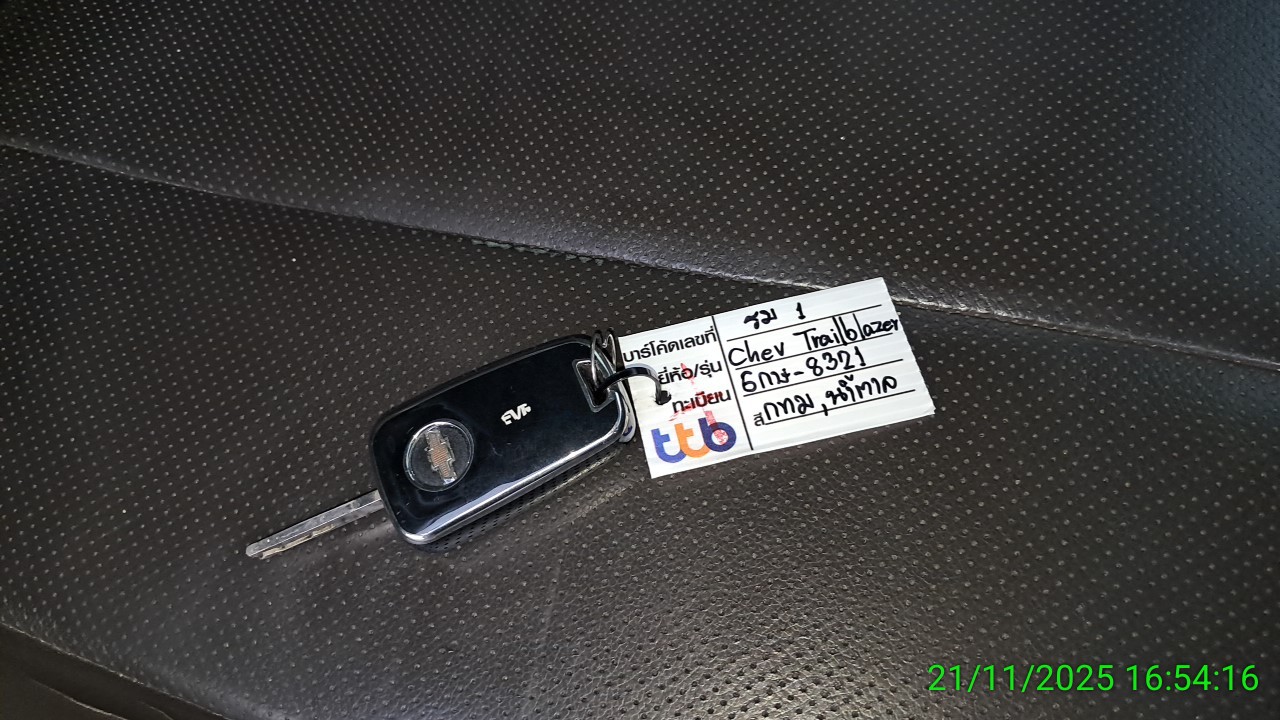 บาร์โค้ดเลขที่ รูม 1
ยี่ห้อ/รุ่น Chev Trailblazer
ทะเบียน 6กษ-8321
สี กทม, น้ำตาล
ttb
21/11/2025 16:54:16